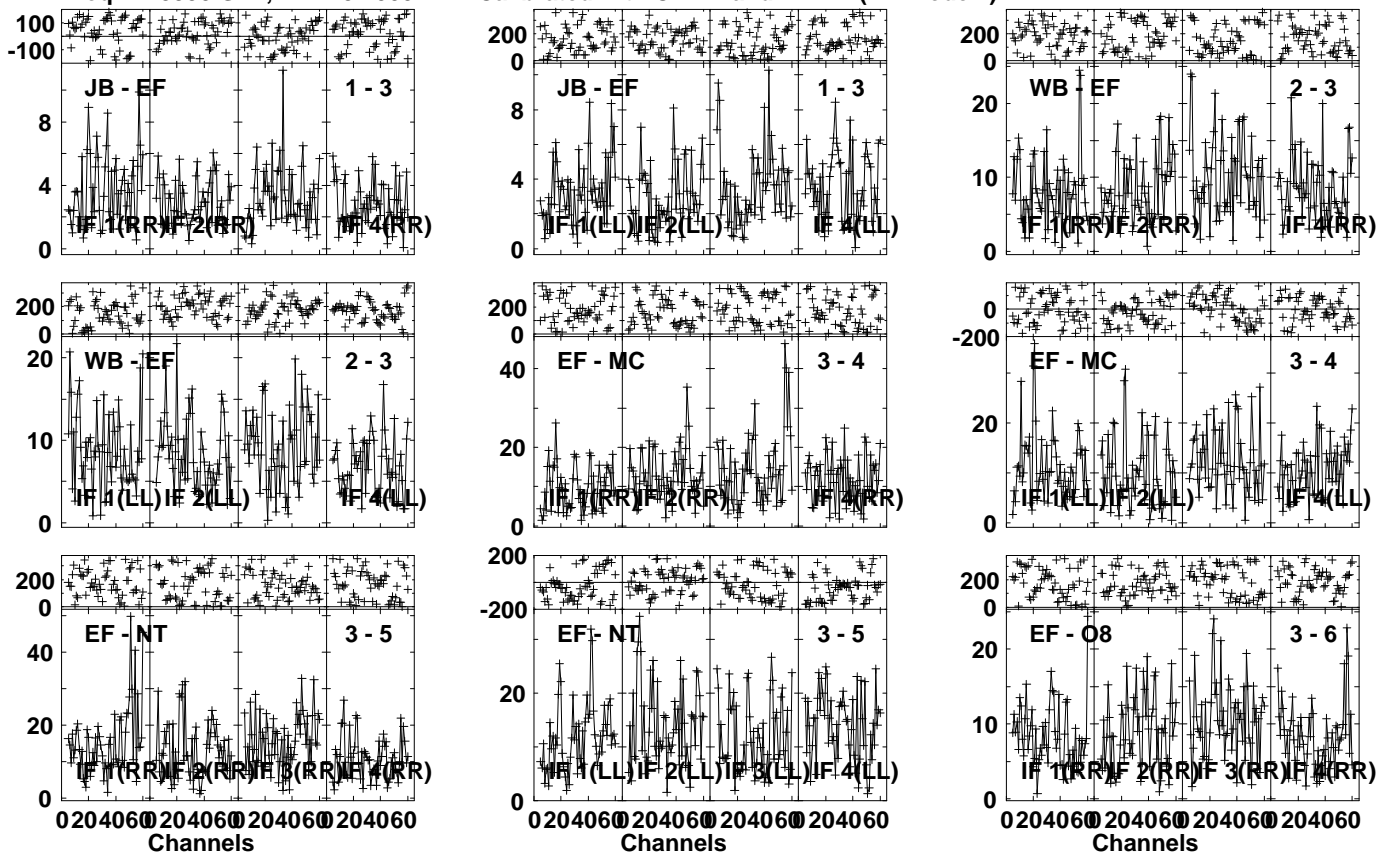 100
-100
JB - EF 1 - 3
8
4
0
IF 1(RR) IF 2(RR) IF 4(RR)
200
0
JB - EF 1 - 3
8
4
0
IF 1(LL) IF 2(LL) IF 4(LL)
200
0
WB - EF 2 - 3
20
10
0
IF 1(RR) IF 2(RR) IF 4(RR)
200
0
WB - EF 2 - 3
20
10
0
IF 1(LL) IF 2(LL) IF 4(LL)
200
0
EF - MC 3 - 4
40
20
0
IF 1(RR) IF 2(RR) IF 4(RR)
0
-200
EF - MC 3 - 4
20
0
IF 1(LL) IF 2(LL) IF 4(LL)
200
0
EF - NT 3 - 5
40
20
0
IF 1(RR) IF 2(RR) IF 3(RR) IF 4(RR)
0 20 40 60 0 20 40 60 0 20 40 60 0 20 40 60
Channels
200
-200
EF - NT 3 - 5
20
0
IF 1(LL) IF 2(LL) IF 3(LL) IF 4(LL)
0 20 40 60 0 20 40 60 0 20 40 60 0 20 40 60
Channels
200
0
EF - O8 3 - 6
20
10
0
IF 1(RR) IF 2(RR) IF 3(RR) IF 4(RR)
0 20 40 60 0 20 40 60 0 20 40 60 0 20 40 60
Channels